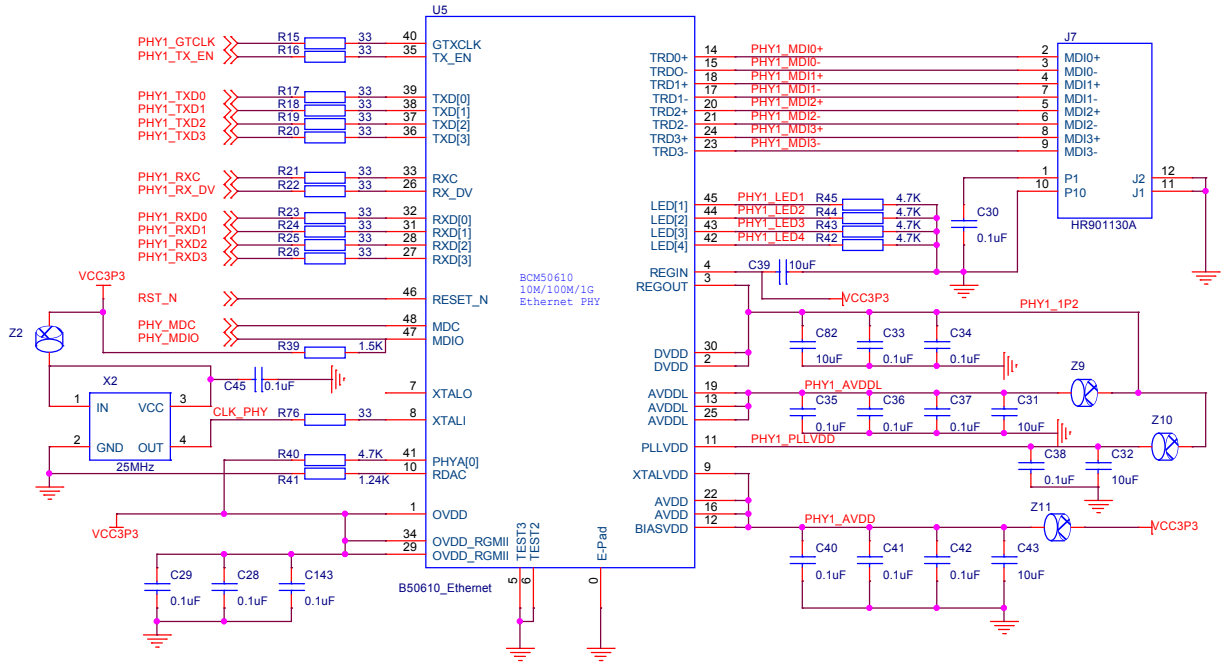 U5
J7
PHY1_GTCLK R15 33 40 GTXCLK
PHY1_TX_EN R16 33 35 TX_EN
PHY1_TXD0 R17 33 39 TXD[0]
PHY1_TXD1 R18 33 38 TXD[1]
PHY1_TXD2 R19 33 37 TXD[2]
PHY1_TXD3 R20 33 36 TXD[3]
PHY1_RXC R21 33 33 RXC
PHY1_RX_DV R22 33 26 RX_DV
PHY1_RXD0 R23 33 32 RXD[0]
PHY1_RXD1 R24 33 31 RXD[1]
PHY1_RXD2 R25 33 28 RXD[2]
PHY1_RXD3 R26 33 27 RXD[3]
VCC3P3
RST_N 46 RESET_N
PHY_MDC 48 MDC
PHY_MDIO 47 MDIO
Z2
R39 1.5K
C45 0.1uF
7 XTALO
X2
1 IN VCC 3
2 GND OUT 4
25MHz
CLK_PHY R76 33 8 XTALI
R40 4.7K 41 PHYA[0]
R41 1.24K 10 RDAC
VCC3P3
1 OVDD
34 OVDD_RGMII
29 OVDD_RGMII
C29 C28 C143
0.1uF 0.1uF 0.1uF
B50610_Ethernet
TEST3 TEST2 E-Pad
5 6 0
BCM50610
10M/100M/1G
Ethernet PHY
TRD0+ 14 PHY1_MDI0+ 2 MDI0+
TRDO- 15 PHY1_MDI0- 3 MDI0-
TRD1+ 18 PHY1_MDI1+ 4 MDI1+
TRD1- 17 PHY1_MDI1- 7 MDI1-
TRD2+ 20 PHY1_MDI2+ 5 MDI2+
TRD2- 21 PHY1_MDI2- 6 MDI2-
TRD3+ 24 PHY1_MDI3+ 8 MDI3+
TRD3- 23 PHY1_MDI3- 9 MDI3-
1 P1 J2 12
10 P10 J1 11
HR901130A
LED[1] 45 PHY1_LED1 R45 4.7K
LED[2] 44 PHY1_LED2 R44 4.7K
LED[3] 43 PHY1_LED3 R43 4.7K
LED[4] 42 PHY1_LED4 R42 4.7K
C30
0.1uF
REGIN 4 C39 10uF
REGOUT 3
VCC3P3
PHY1_1P2
C82 C33 C34
10uF 0.1uF 0.1uF
DVDD 30
DVDD 2
AVDDL 19 PHY1_AVDDL Z9
AVDDL 13
AVDDL 25
C35 C36 C37 C31
0.1uF 0.1uF 0.1uF 10uF
Z10
PLLVDD 11 PHY1_PLLVDD
C38 C32
0.1uF 10uF
XTALVDD 9
AVDD 22
AVDD 16
BIASVDD 12 PHY1_AVDD Z11 VCC3P3
C40 C41 C42 C43
0.1uF 0.1uF 0.1uF 10uF